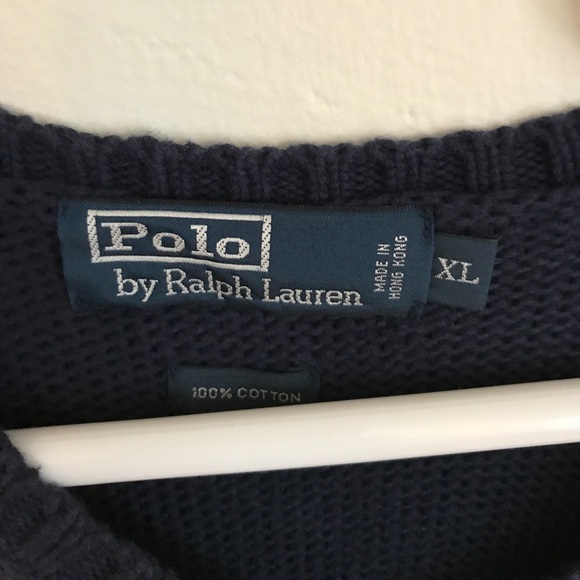 Polo
by Ralph Lauren
MADE IN
HONG KONG
XL
100% COTTON